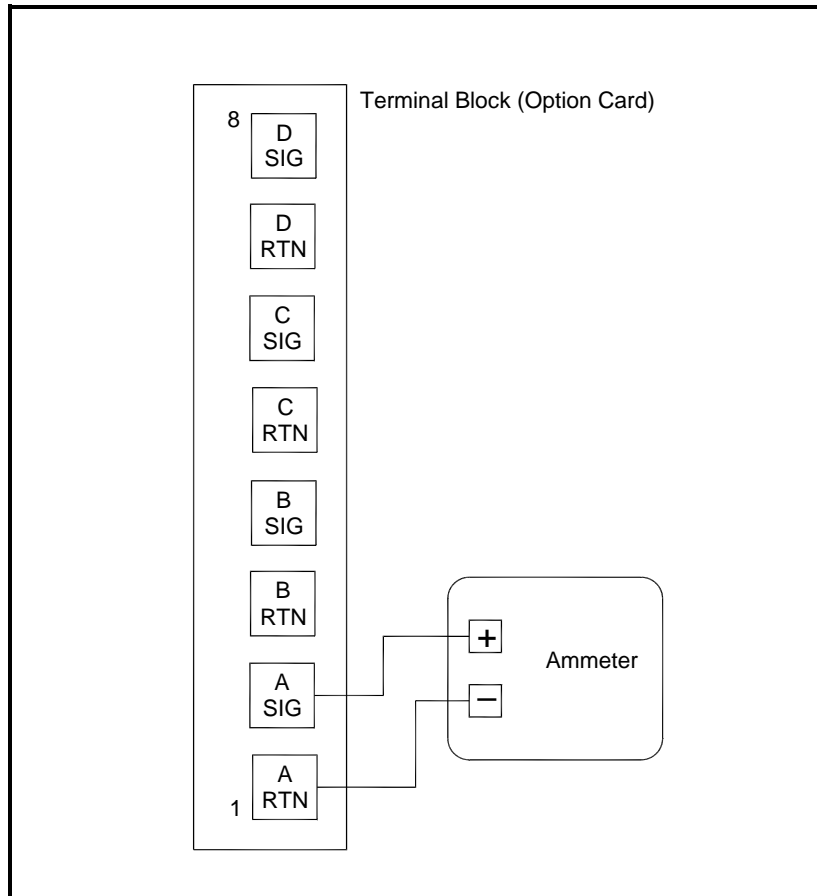 Terminal Block (Option Card)
8
D
SIG
D
RTN
C
SIG
C
RTN
B
SIG
B
RTN
A
SIG
A
RTN
1
+
−
Ammeter